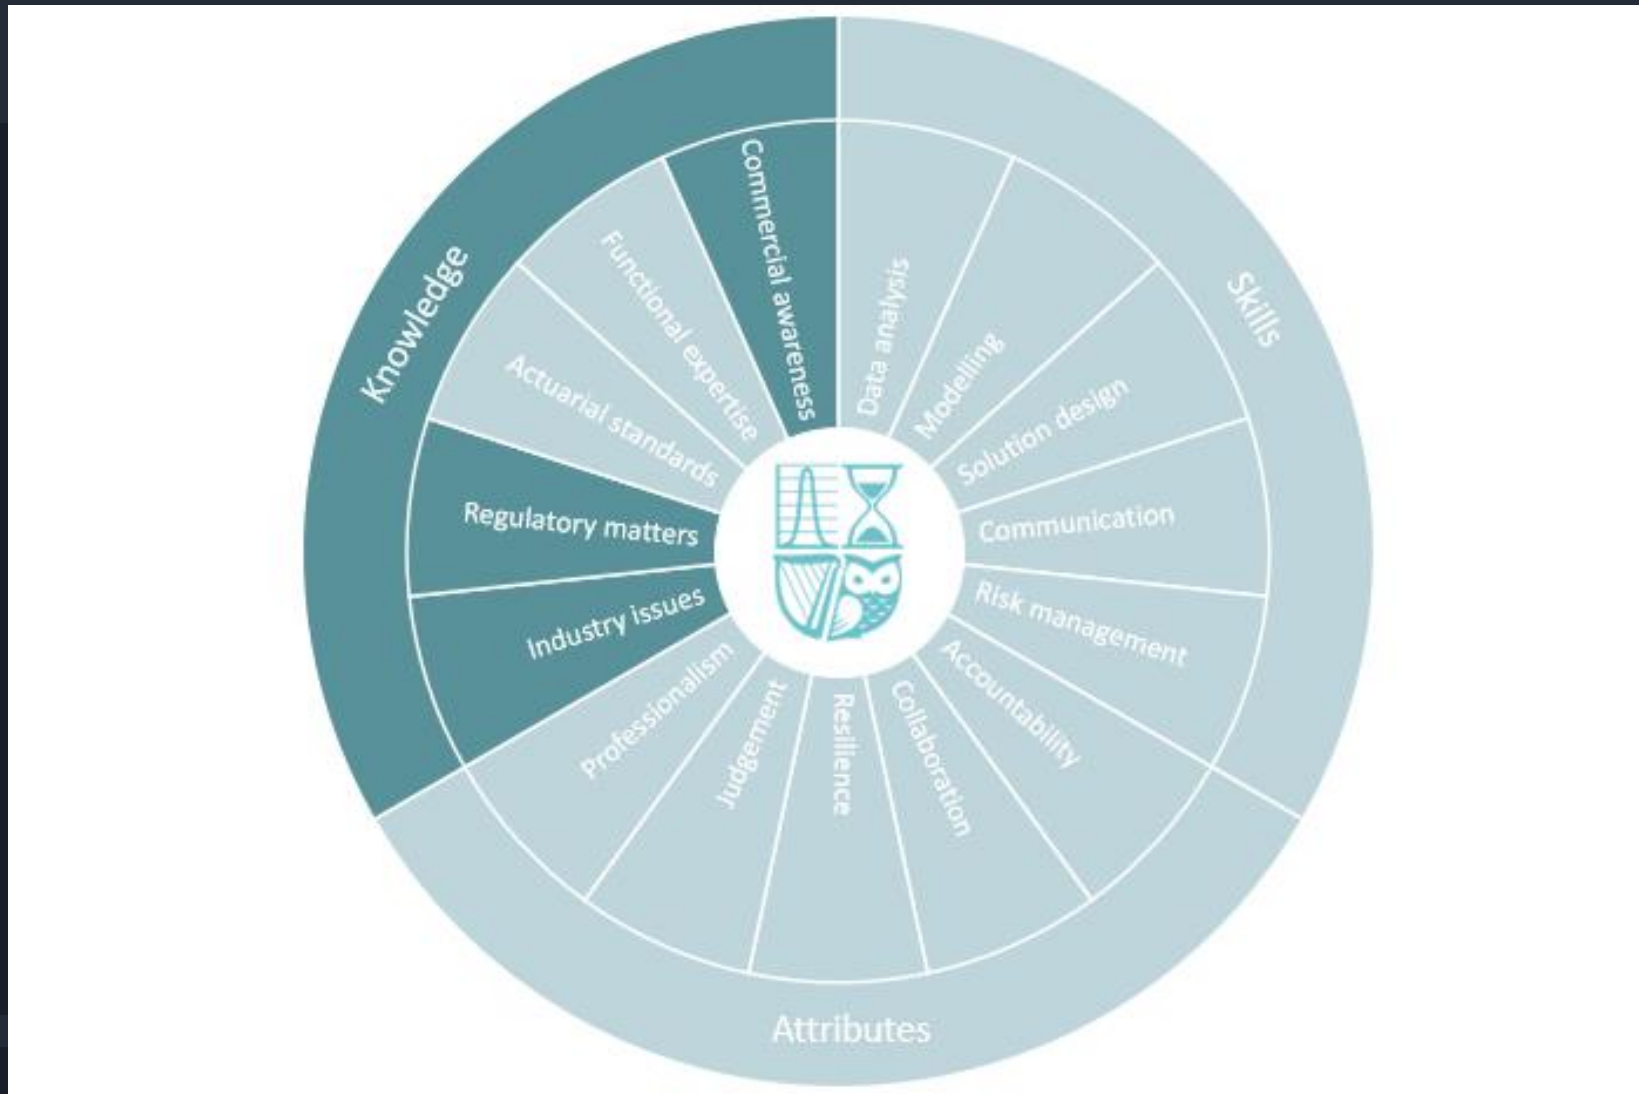 Knowledge
Commercial awareness
Functional expertise
Actuarial standards
Regulatory matters
Industry issues
Skills
Data analysis
Modelling
Solution design
Communication
Risk management
Attributes
Accountability
Collaboration
Resilience
Judgement
Professionalism